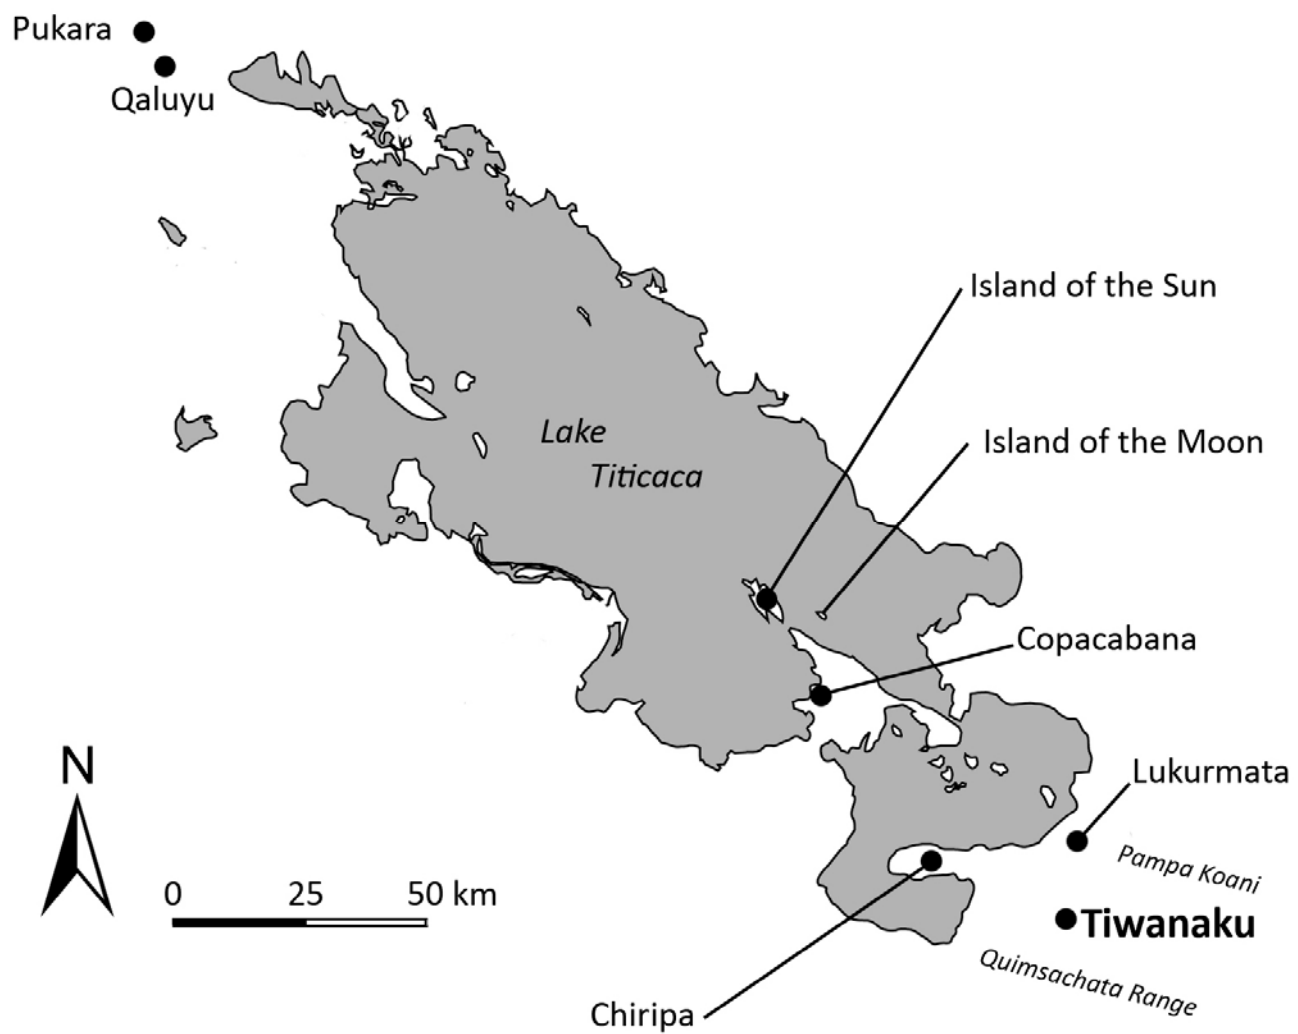 Pukara
Qaluyu
Island of the Sun
Island of the Moon
Lake
Titicaca
Copacabana
N
Lukurmata
Pampa Koani
0 25 50 km
Tiwanaku
Quimsachata Range
Chiripa